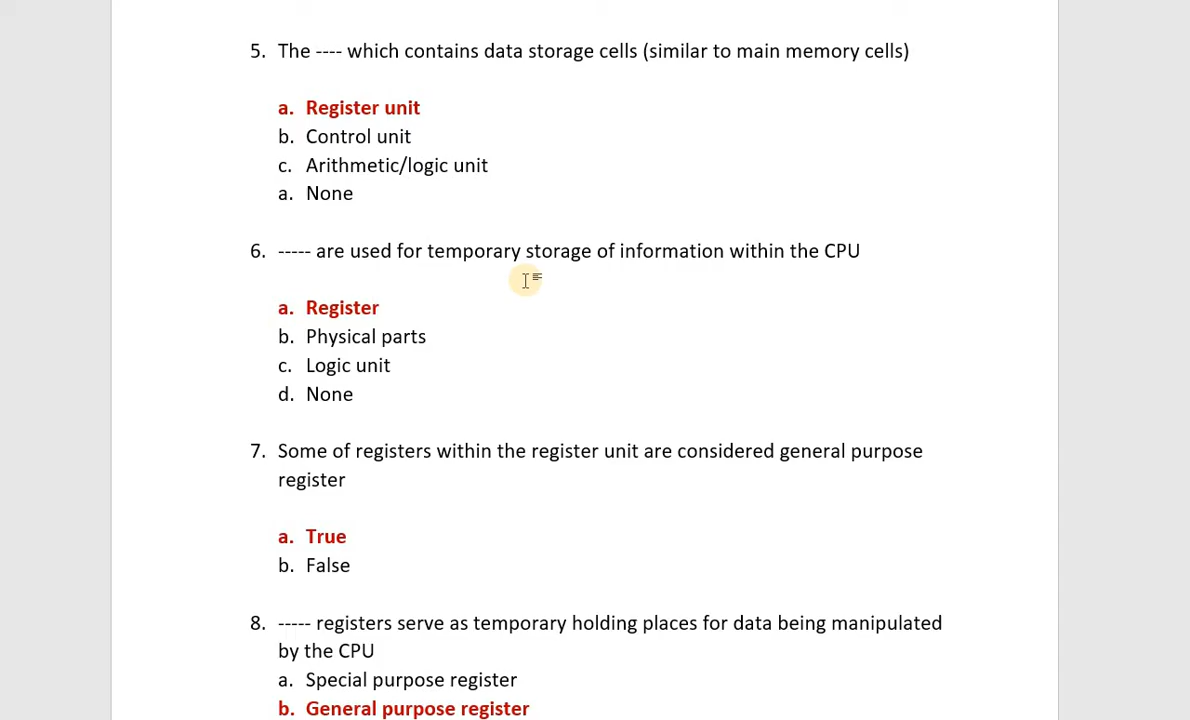 5. The ---- which contains data storage cells (similar to main memory cells)
a. Register unit
b. Control unit
c. Arithmetic/logic unit
a. None
6. ----- are used for temporary storage of information within the CPU
a. Register
b. Physical parts
c. Logic unit
d. None
7. Some of registers within the register unit are considered general purpose
register
a. True
b. False
8. ----- registers serve as temporary holding places for data being manipulated
by the CPU
a. Special purpose register
b. General purpose register